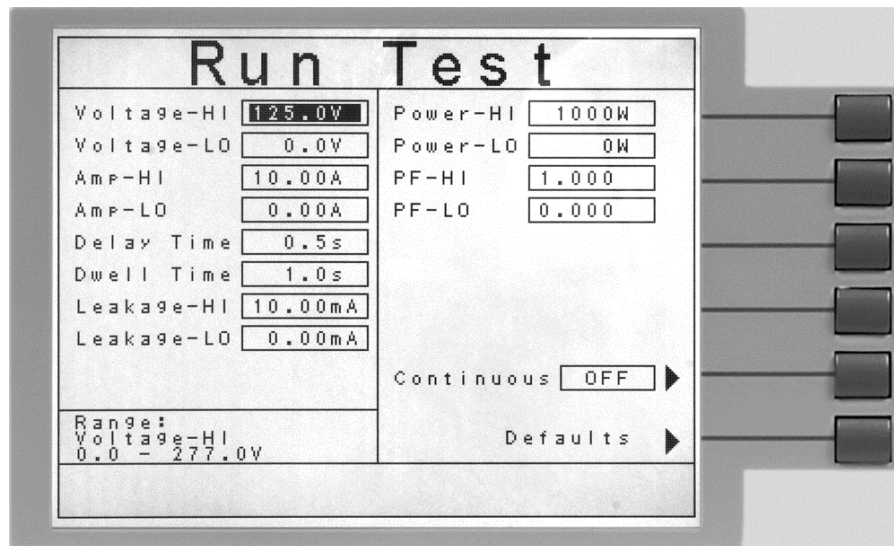 Run Test
Voltage-HI 125.0V
Voltage-LO 0.0V
Amp-HI 10.00A
Amp-LO 0.00A
Delay Time 0.5s
Dwell Time 1.0s
Leakage-HI 10.00mA
Leakage-LO 0.00mA
Range:
Voltage-HI
0.0 - 277.0V
Power-HI 1000W
Power-LO 0W
PF-HI 1.000
PF-LO 0.000
Continuous OFF
Defaults